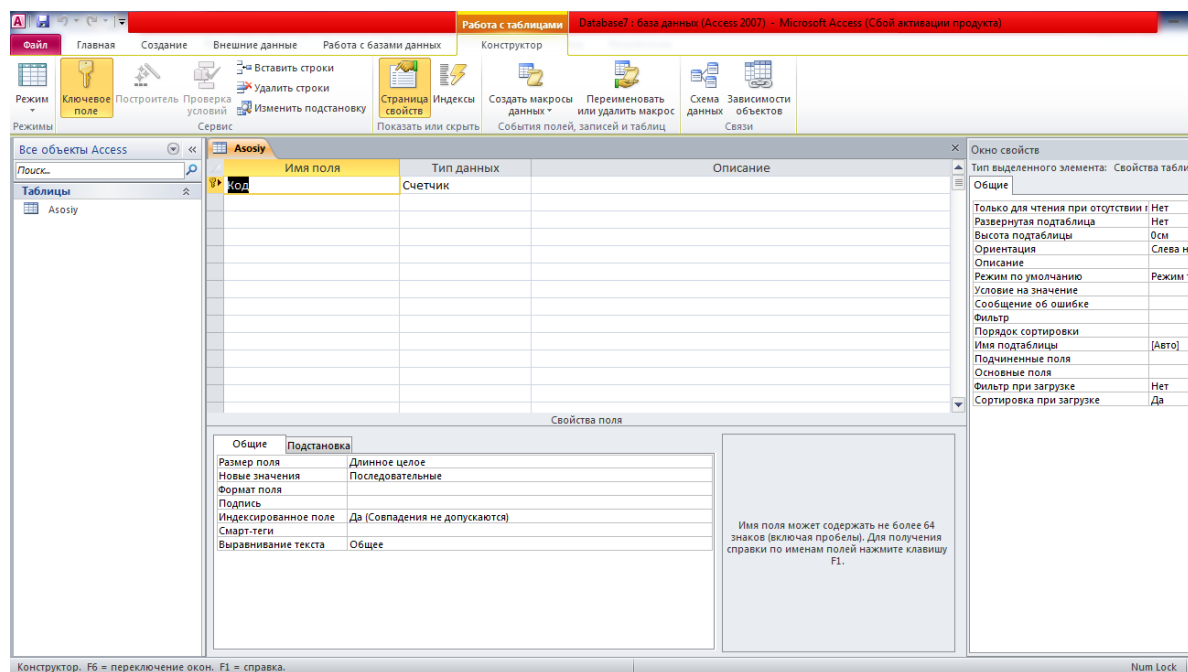 Работа с таблицами
Database7 : база данных (Access 2007) - Microsoft Access (Сбой активации продукта)
Файл Главная Создание Внешние данные Работа с базами данных Конструктор
Режим
Ключевое поле
Построитель
Проверка условий
Вставить строки
Удалить строки
Изменить подстановку
Страница свойств
Индексы
Создать макросы данных
Переименовать или удалить макрос
Схема данных
Зависимости объектов
Режимы Сервис Показать или скрыть События полей, записей и таблиц Связи
Все объекты Access
Поиск...
Таблицы
Asosiy
Asosiy
Имя поля Тип данных Описание
Код Счетчик
Свойства поля
Общие Подстановка
Размер поля Длинное целое
Новые значения Последовательные
Формат поля
Подпись
Индексированное поле Да (Совпадения не допускаются)
Смарт-теги
Выравнивание текста Общее
Имя поля может содержать не более 64
знаков (включая пробелы). Для получения
справки по именам полей нажмите клавишу
F1.
Окно свойств
Тип выделенного элемента: Свойства табли
Общие
Только для чтения при отсутствии Нет
Развернутая подтаблица Нет
Высота подтаблицы 0см
Ориентация Слева н
Описание
Режим по умолчанию Режим
Условие на значение
Сообщение об ошибке
Фильтр
Порядок сортировки
Имя подтаблицы [Авто]
Подчиненные поля
Основные поля
Фильтр при загрузке Нет
Сортировка при загрузке Да
Конструктор. F6 = переключение окон. F1 = справка.
Num Lock